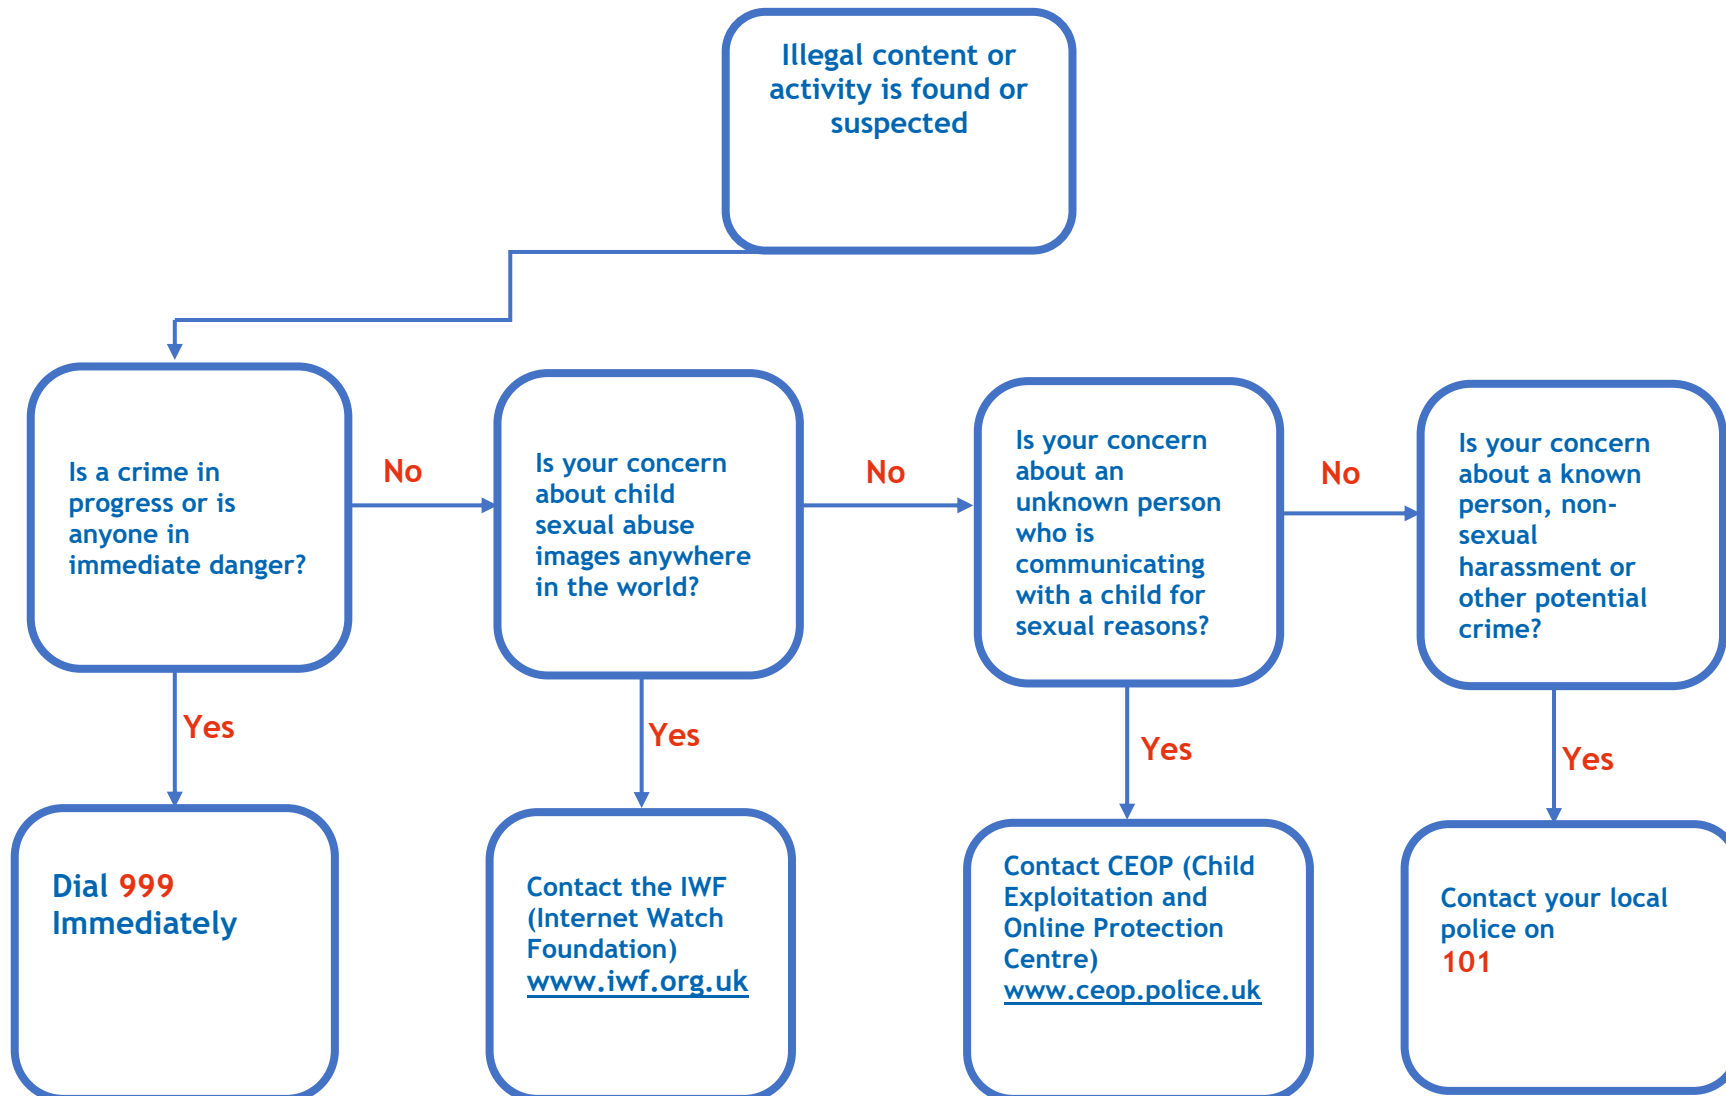 Illegal content or
activity is found or
suspected
Is a crime in
progress or is
anyone in
immediate danger?
No
Is your concern
about child
sexual abuse
images anywhere
in the world?
No
Is your concern
about an
unknown person
who is
communicating
with a child for
sexual reasons?
No
Is your concern
about a known
person, non-
sexual
harassment or
other potential
crime?
Yes
Yes
Yes
Yes
Dial 999
Immediately
Contact the IWF
(Internet Watch
Foundation)
www.iwf.org.uk
Contact CEOP (Child
Exploitation and
Online Protection
Centre)
www.ceop.police.uk
Contact your local
police on
101